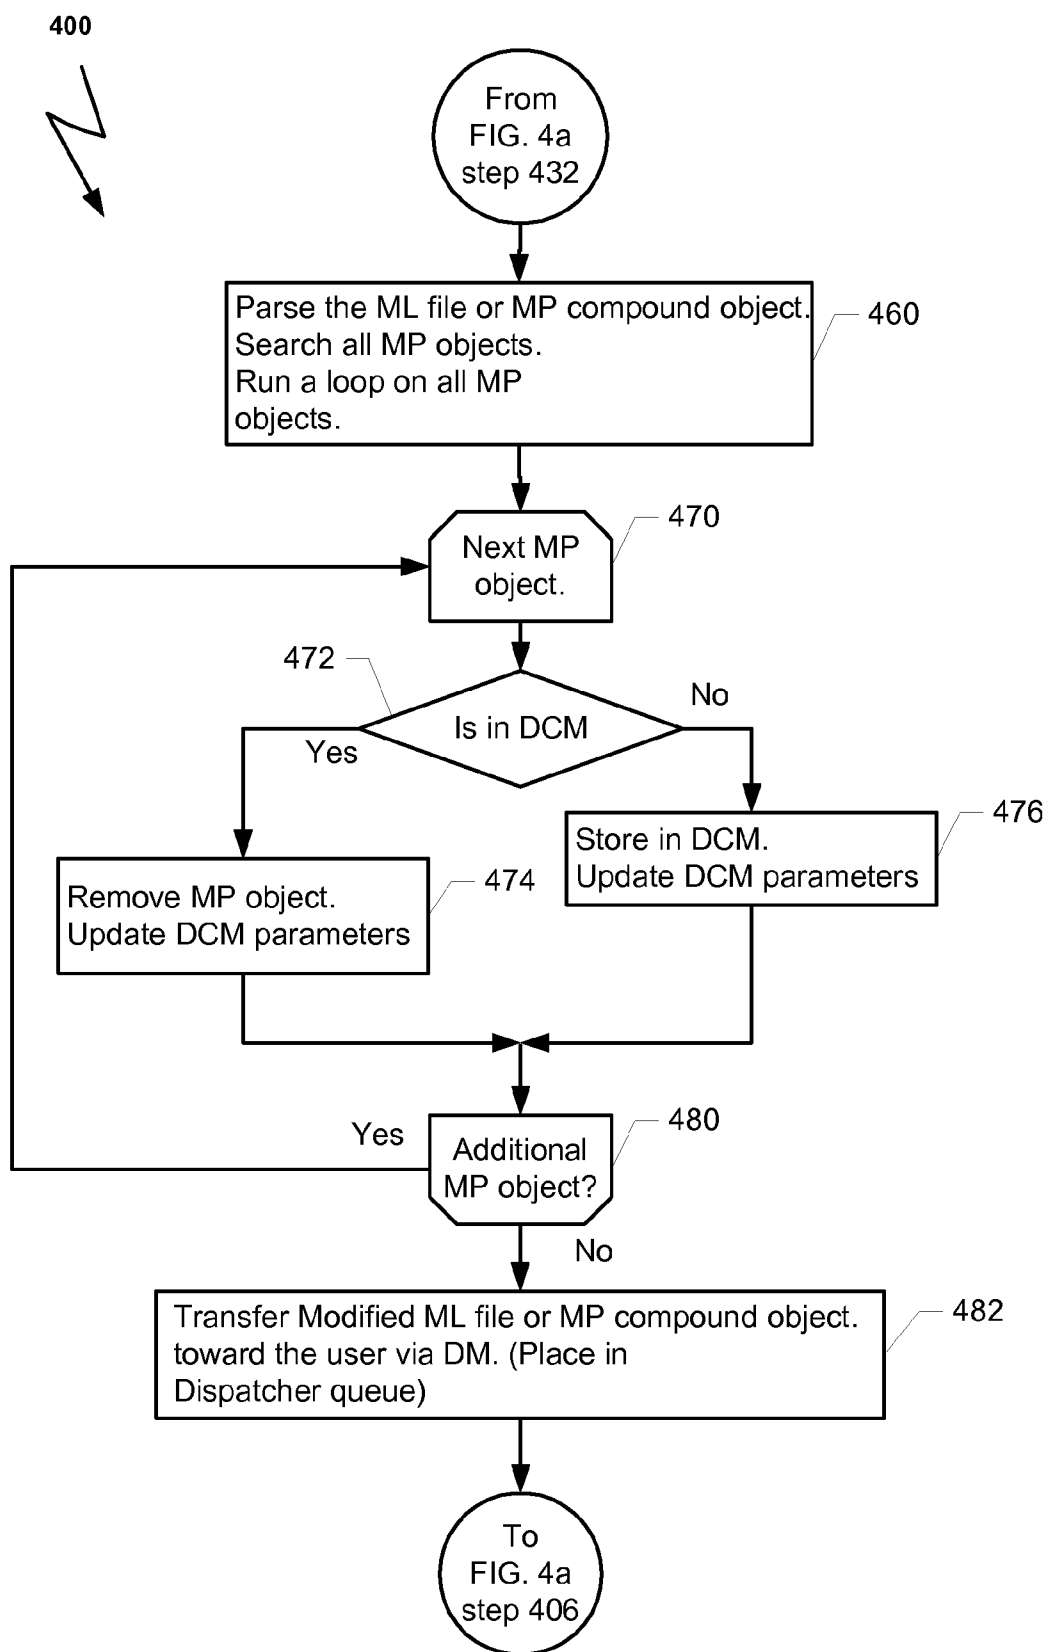 400
From
FIG. 4a
step 432
Parse the ML file or MP compound object.
Search all MP objects.
Run a loop on all MP
objects.
460
Next MP
object.
470
472
Is in DCM
Yes
No
Remove MP object.
Update DCM parameters
474
Store in DCM.
Update DCM parameters
476
Additional
MP object?
480
Yes
No
Transfer Modified ML file or MP compound object.
toward the user via DM. (Place in
Dispatcher queue)
482
To
FIG. 4a
step 406